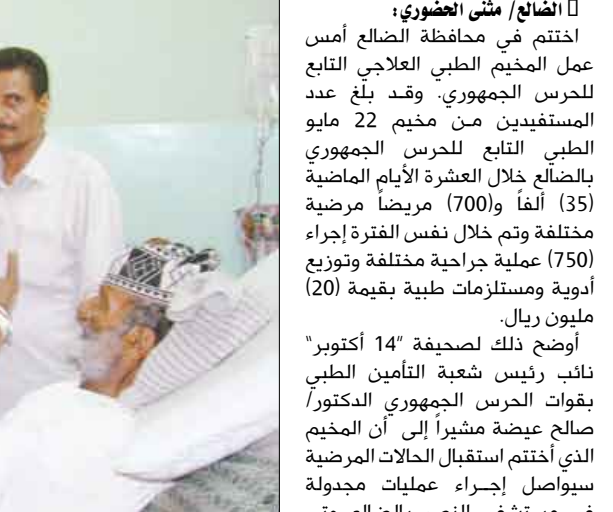 الضالع/ مثنى الحضوري:
اختتم في محافظة الضالع أمس
عمل المخيم الطبي العلاجي التابع
للحرس الجمهوري. وقد بلغ عدد
المستفيدين من مخيم 22 مايو
الطبي التابع للحرس الجمهوري
بالضالع خلال العشرة الأيام الماضية
(35) ألفاً و(700) مريضاً مرضية
مختلفة وتم خلال نفس الفترة إجراء
(750) عملية جراحية مختلفة وتوزيع
أدوية ومستلزمات طبية بقيمة (20)
مليون ريال.
أوضح ذلك لصحيفة "14 أكتوبر"
نائب رئيس شعبة التأمين الطبي
بقوات الحرس الجمهوري الدكتور/
صالح عيضة مشيراً إلى أن المخيم
الذي أختتم استقبال الحالات المرضية
سيواصل إجراء عمليات مجدولة